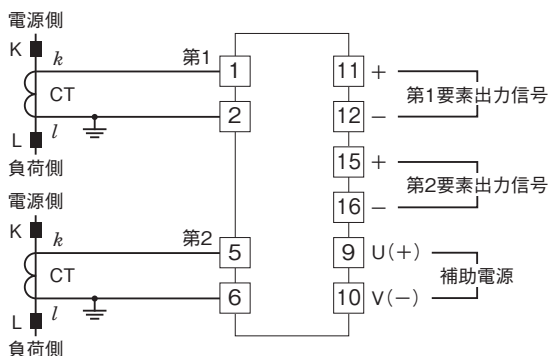 電源側
K
k
第1
1
11
+
CT
第1要素出力信号
2
12
−
L
l
負荷側
15
+
第2要素出力信号
16
−
電源側
K
k
第2
5
9
U(+)
CT
補助電源
6
10
V(−)
L
l
負荷側